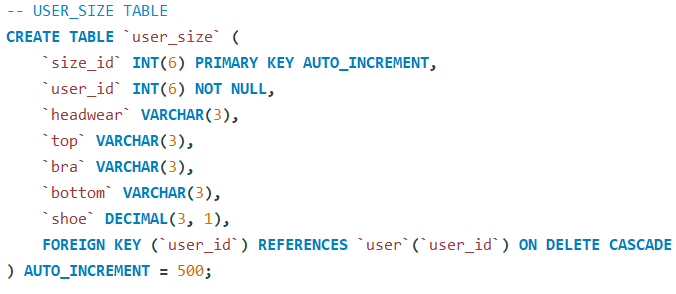 -- USER_SIZE TABLE
CREATE TABLE `user_size` (
    `size_id` INT(6) PRIMARY KEY AUTO_INCREMENT,
    `user_id` INT(6) NOT NULL,
    `headwear` VARCHAR(3),
    `top` VARCHAR(3),
    `bra` VARCHAR(3),
    `bottom` VARCHAR(3),
    `shoe` DECIMAL(3, 1),
    FOREIGN KEY (`user_id`) REFERENCES `user`(`user_id`) ON DELETE CASCADE
) AUTO_INCREMENT = 500;